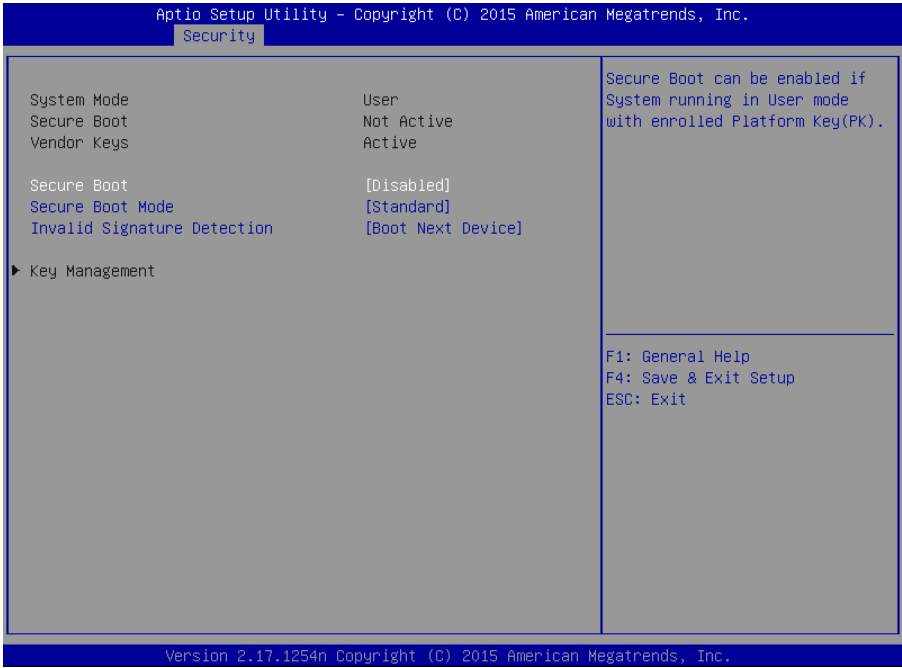 Aptio Setup Utility – Copyright (C) 2015 American Megatrends, Inc.
Security
System Mode User
Secure Boot Not Active
Vendor Keys Active
Secure Boot [Disabled]
Secure Boot Mode [Standard]
Invalid Signature Detection [Boot Next Device]
Key Management
Secure Boot can be enabled if
System running in User mode
with enrolled Platform Key(PK).
F1: General Help
F4: Save & Exit Setup
ESC: Exit
Version 2.17.1254n Copyright (C) 2015 American Megatrends, Inc.